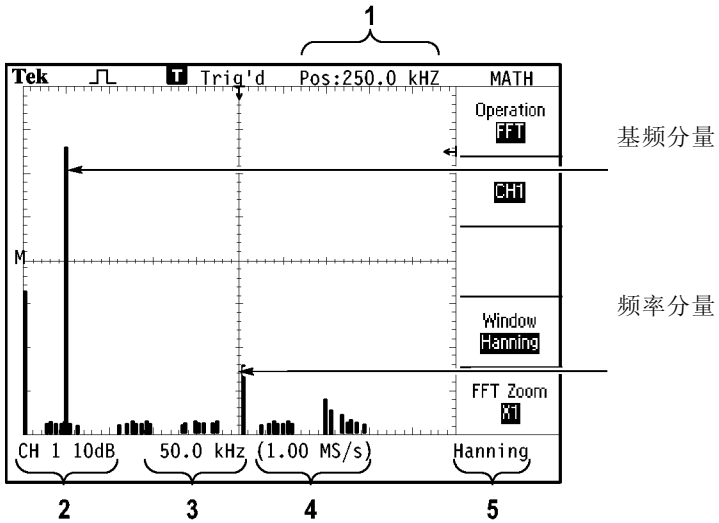 1
Tek T Trig'd Pos:250.0 kHZ MATH
Operation
FFT
基频分量
CH1
M
频率分量
Window
Hanning
FFT Zoom
X1
CH 1 10dB 50.0 kHz (1.00 MS/s) Hanning
2 3 4 5